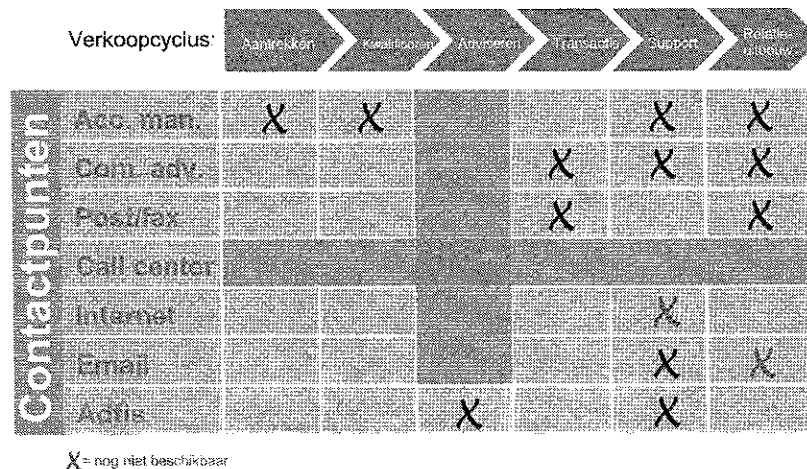 Verkoopcyclus: Aantrekken Kwalificeren Adviseren Transactie Support Relatie-
uitbouw
Contactpunten
Acc. man. X X X X
Com. adv. X X X
Post/fax X X
Call center
Internet X
Email X X
Adfis X X
X = nog niet beschikbaar